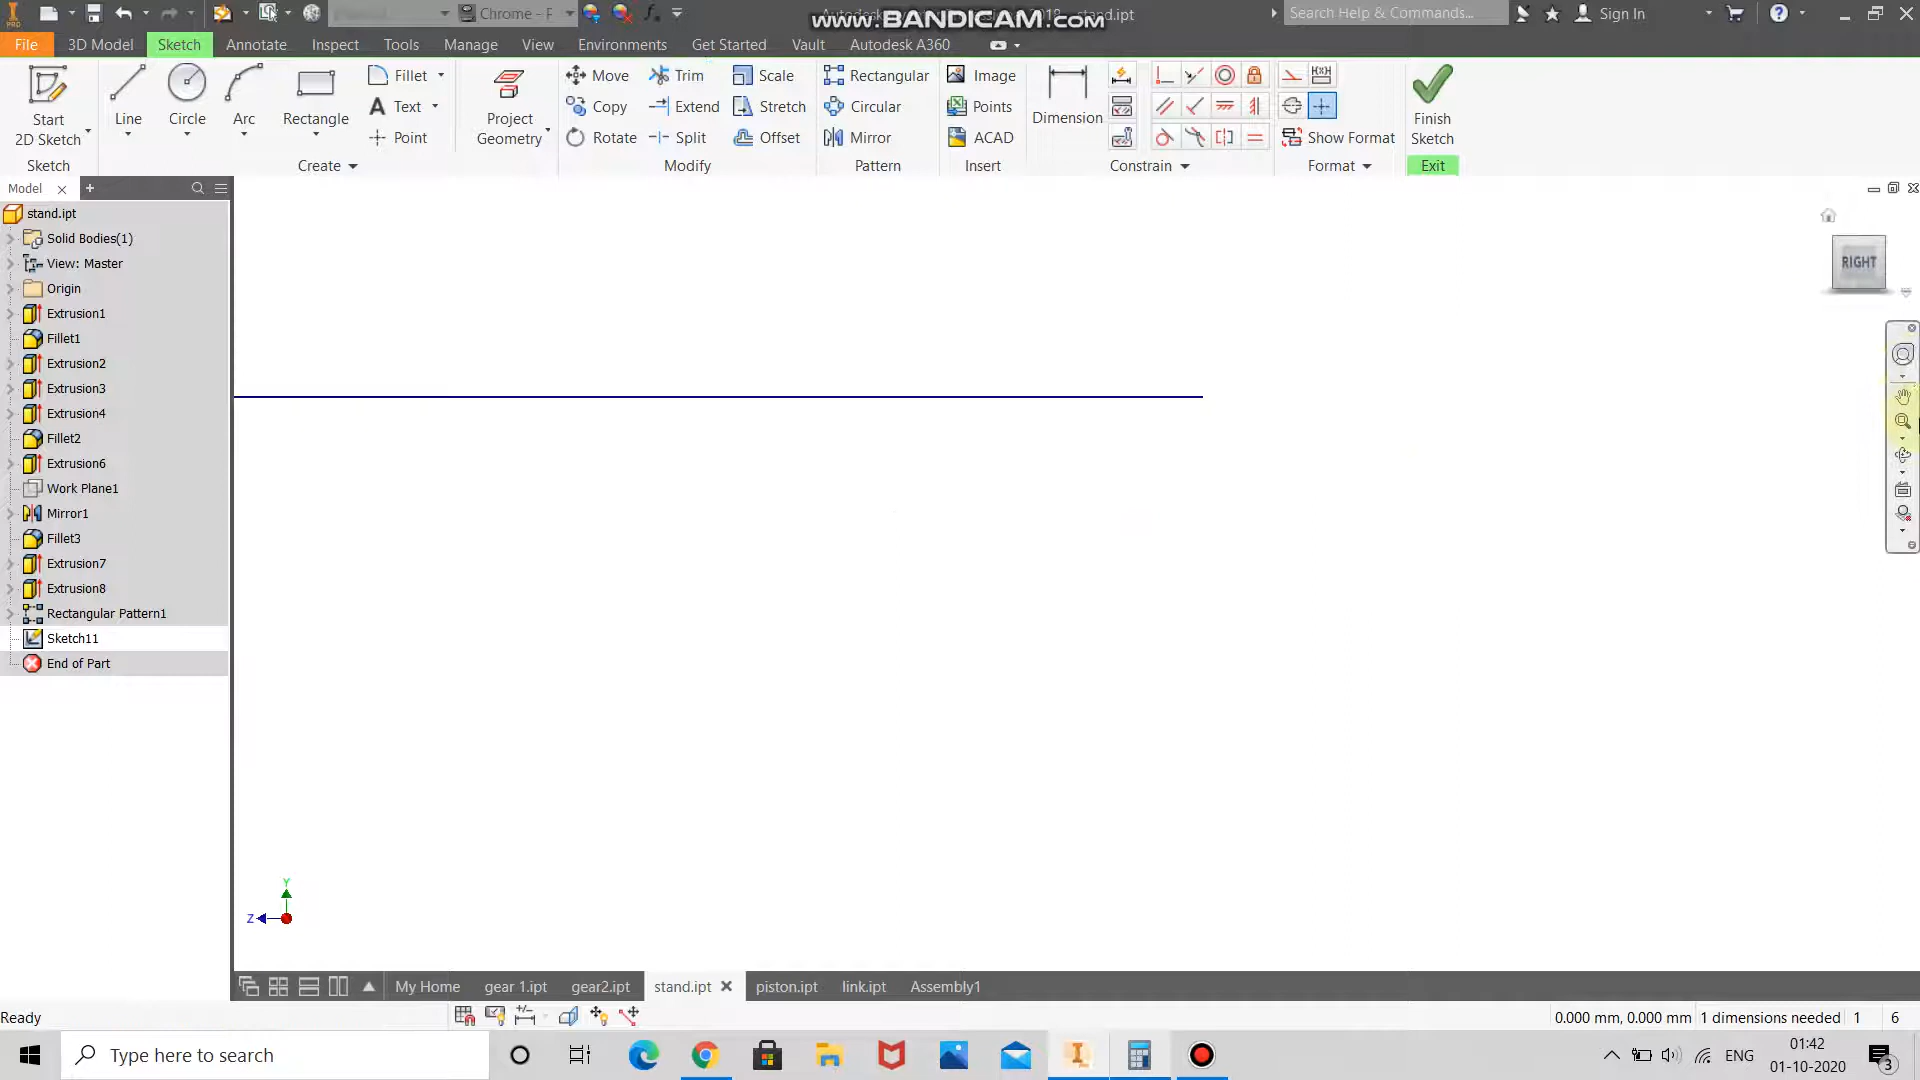 Chrome - F
www.BANDICAM.com
stand.ipt
Search Help & Commands...
Sign In
File
3D Model
Sketch
Annotate
Inspect
Tools
Manage
View
Environments
Get Started
Vault
Autodesk A360
Start
2D Sketch
Sketch
Line
Circle
Arc
Rectangle
Fillet
Text
Point
Create
Project
Geometry
Move
Copy
Rotate
Trim
Extend
Split
Scale
Stretch
Offset
Modify
Rectangular
Circular
Mirror
Pattern
Image
Points
ACAD
Insert
Dimension
Constrain
Show Format
Format
Finish
Sketch
Exit
Model
stand.ipt
Solid Bodies(1)
View: Master
Origin
Extrusion1
Fillet1
Extrusion2
Extrusion3
Extrusion4
Fillet2
Extrusion6
Work Plane1
Mirror1
Fillet3
Extrusion7
Extrusion8
Rectangular Pattern1
Sketch11
End of Part
RIGHT
Y
Z
My Home
gear 1.ipt
gear2.ipt
stand.ipt
piston.ipt
link.ipt
Assembly1
Ready
0.000 mm, 0.000 mm
1 dimensions needed
1
6
Type here to search
ENG
01:42
01-10-2020
3